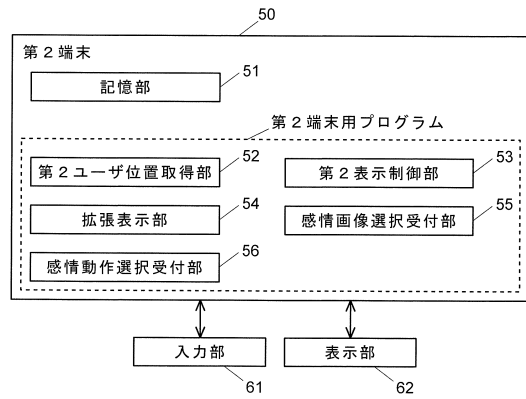 50
第2端末
51
記憶部
第2端末用プログラム
52
第2ユーザ位置取得部
53
第2表示制御部
54
拡張表示部
55
感情画像選択受付部
56
感情動作選択受付部
入力部
表示部
61
62